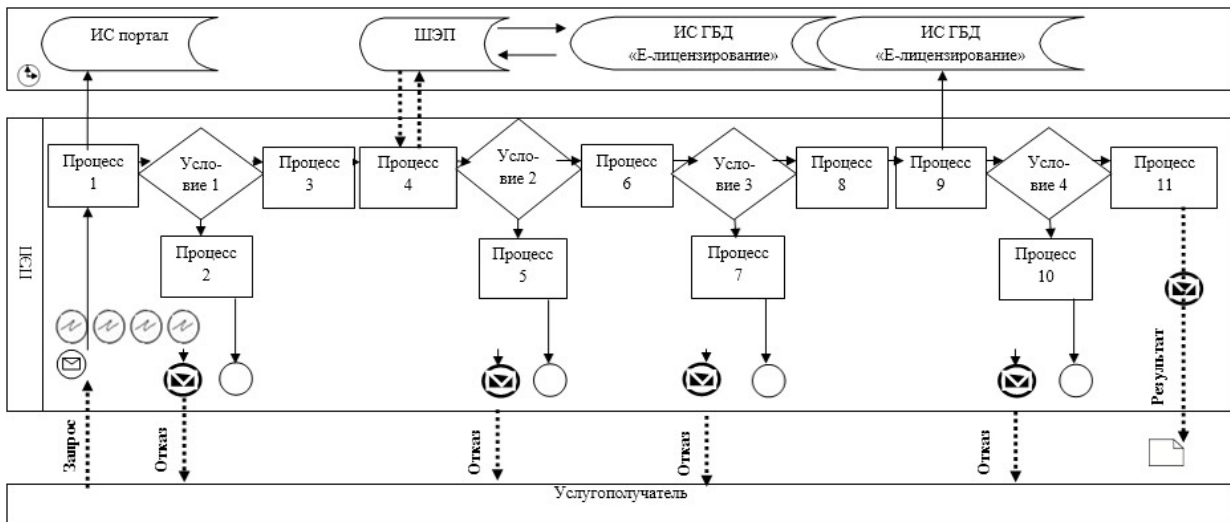 ИС портал
ШЭП
ИС ГБД
«Е-лицензирование»
ИС ГБД
«Е-лицензирование»
ПЭП
Процесс
1
Усло-
вие 1
Процесс
3
Процесс
4
Усло-
вие 2
Процесс
6
Усло-
вие 3
Процесс
8
Процесс
9
Усло-
вие 4
Процесс
11
Процесс
2
Процесс
5
Процесс
7
Процесс
10
Запрос
Отказ
Отказ
Отказ
Отказ
Результат
Услугополучатель